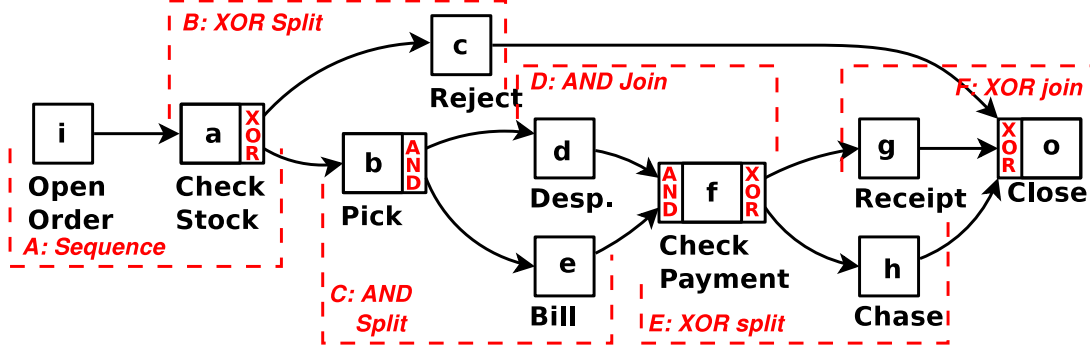 B: XOR Split
c
Reject
D: AND Join
F: XOR join
i
Open
Order
a
XOR
Check
Stock
A: Sequence
b
AND
Pick
d
Desp.
e
Bill
C: AND
Split
AND
f
XOR
Check
Payment
E: XOR split
g
Receipt
h
Chase
XOR
o
Close